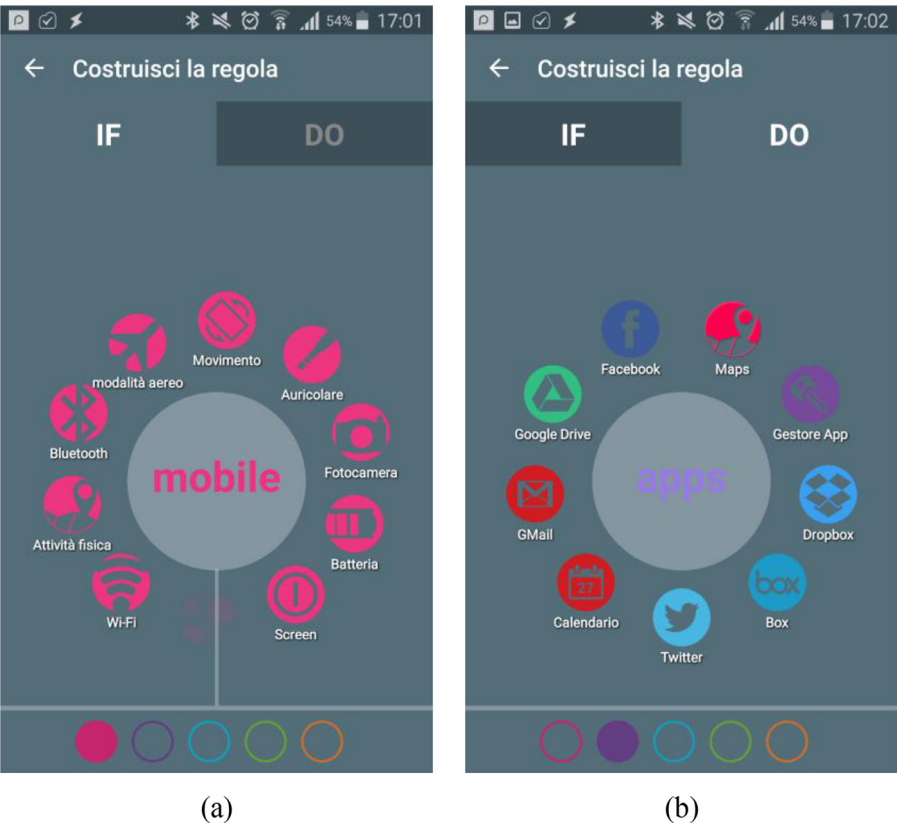 54% 17:01
Costruisci la regola
IF DO
Movimento
modalità aereo
Auricolare
Bluetooth
Fotocamera
mobile
Attività fisica
Batteria
Wi-Fi
Screen
(a)
54% 17:02
Costruisci la regola
IF DO
Facebook
Maps
Google Drive
Gestore App
apps
GMail
Dropbox
27
box
Calendario
Box
Twitter
(b)